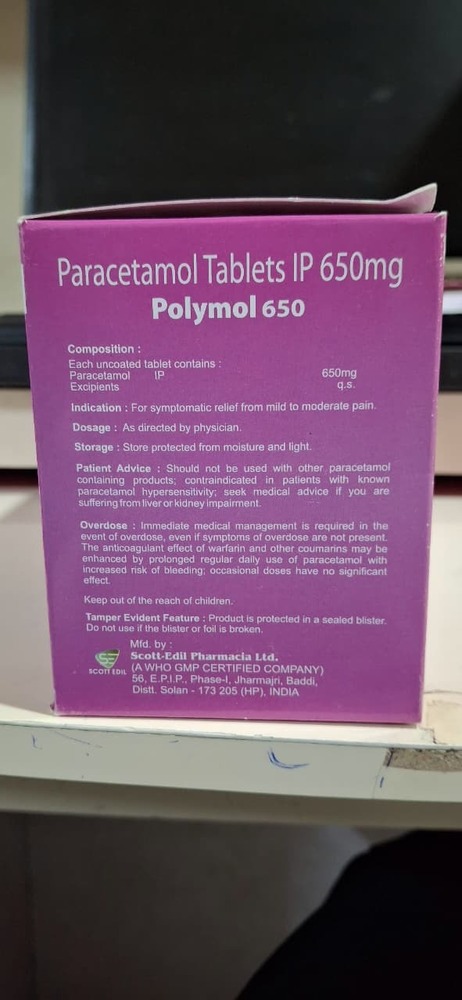 Paracetamol Tablets IP 650mg
Polymol 650
Composition :
Each uncoated tablet contains :
Paracetamol IP 650mg
Excipients q.s.
Indication : For symptomatic relief from mild to moderate pain.
Dosage : As directed by physician.
Storage : Store protected from moisture and light.
Patient Advice : Should not be used with other paracetamol
containing products; contraindicated in patients with known
paracetamol hypersensitivity; seek medical advice if you are
suffering from liver or kidney impairment.
Overdose : Immediate medical management is required in the
event of overdose, even if symptoms of overdose are not present.
The anticoagulant effect of warfarin and other coumarins may be
enhanced by prolonged regular daily use of paracetamol with
increased risk of bleeding; occasional doses have no significant
effect.
Keep out of the reach of children.
Tamper Evident Feature : Product is protected in a sealed blister.
Do not use if the blister or foil is broken.
Mfd. by :
Scott-Edil Pharmacia Ltd.
SCOTT EDIL
(A WHO GMP CERTIFIED COMPANY)
56, E.P.I.P., Phase-I, Jharmajri, Baddi,
Distt. Solan - 173 205 (HP), INDIA